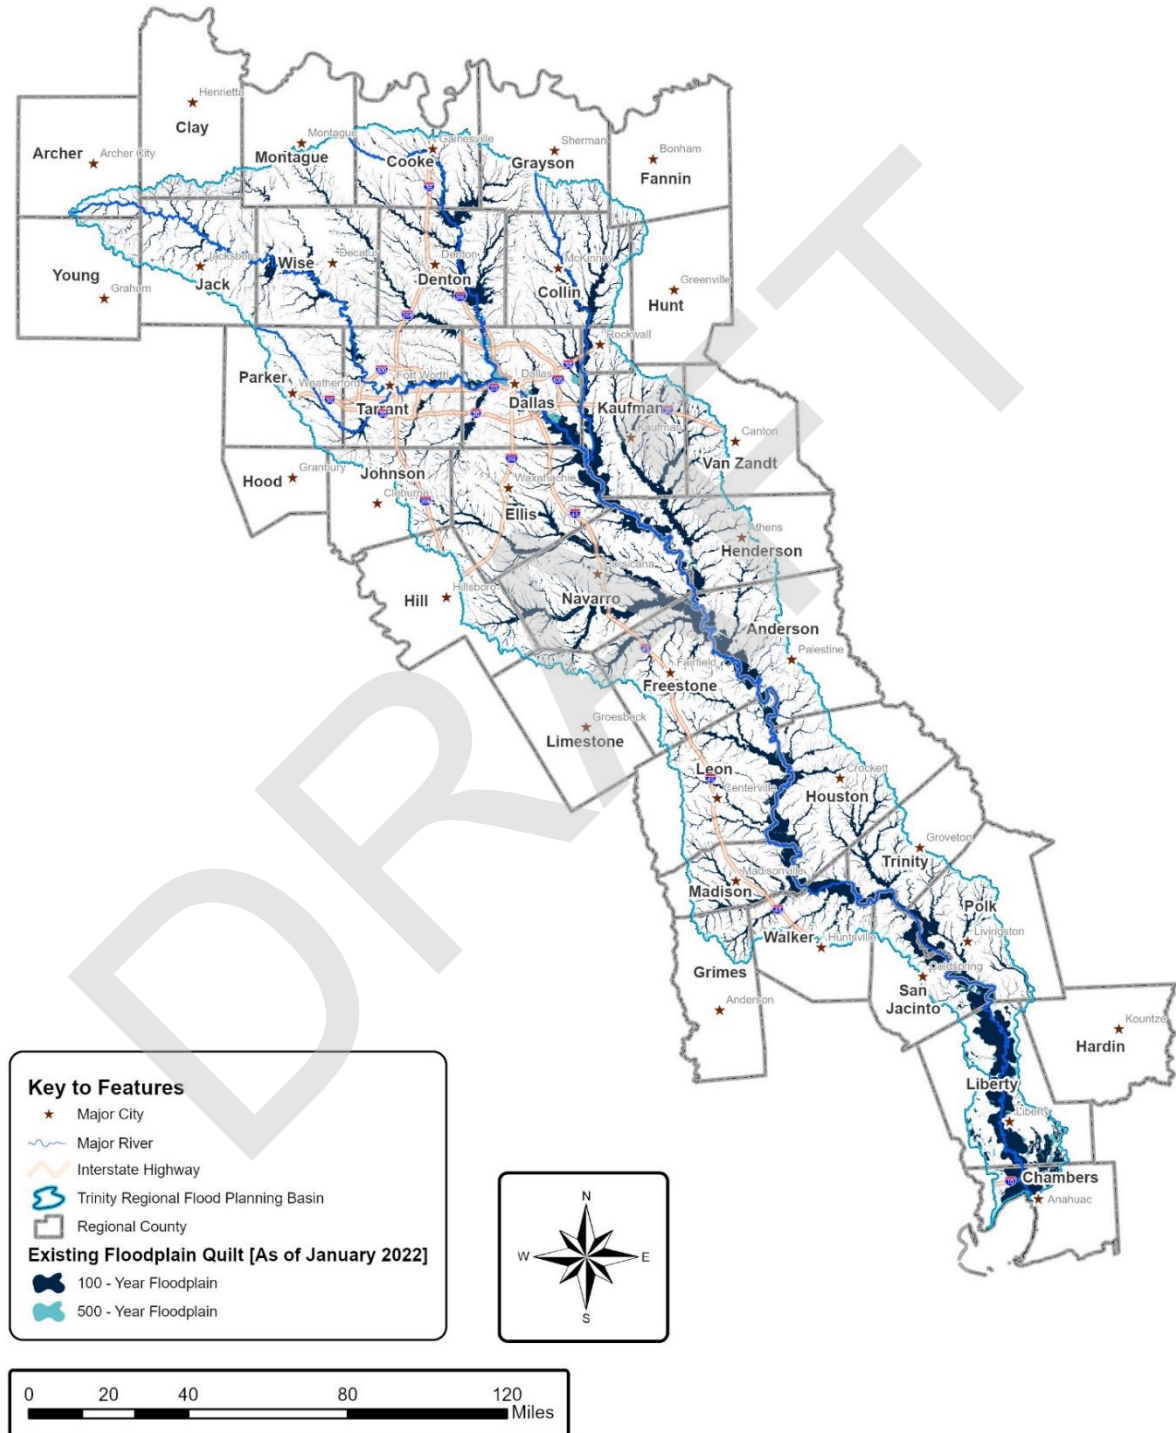 Henrietta
Clay
Montague
Montague
Gainesville
Cooke
Sherman
Grayson
Bonham
Fannin
Archer
Archer City
Young
Graham
Jacksboro
Jack
Wise
Decatur
Denton
Denton
McKinney
Collin
Greenville
Hunt
Rockwall
Parker
Weatherford
Fort Worth
Tarrant
Dallas
Dallas
Kaufman
Kaufman
Canton
Van Zandt
Hood
Granbury
Johnson
Cleburne
Waxahachie
Ellis
Athens
Henderson
Hill
Hillsboro
Corsicana
Navarro
Anderson
Palestine
Fairfield
Freestone
Groesbeck
Limestone
Leon
Centerville
Crockett
Houston
Groveton
Trinity
Madisonville
Madison
Polk
Livingston
Walker
Huntsville
Grimes
Anderson
Coldspring
San
Jacinto
Kountze
Hardin
Liberty
Liberty
Chambers
Anahuac
DRAFT
Key to Features
Major City
Major River
Interstate Highway
Trinity Regional Flood Planning Basin
Regional County
Existing Floodplain Quilt [As of January 2022]
100 - Year Floodplain
500 - Year Floodplain
N
W
E
S
0 20 40 80 120
Miles